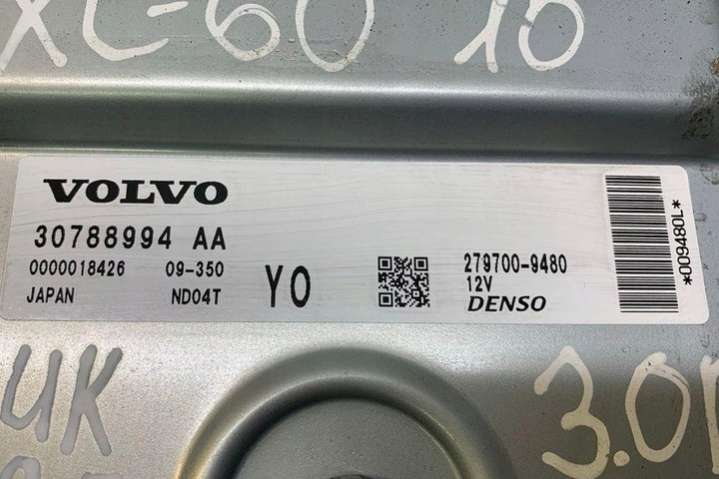 XC-60 10
VOLVO
30788994 AA
0000018426 09-350
JAPAN ND04T
YO
279700-9480
12V
DENSO
*009480L*
UK
3.0